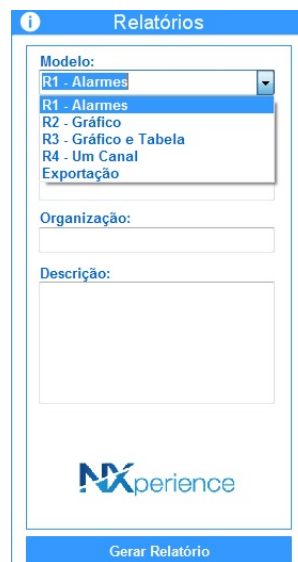 Relatórios
Modelo:
R1 - Alarmes
R1 - Alarmes
R2 - Gráfico
R3 - Gráfico e Tabela
R4 - Um Canal
Exportação
Organização:
Descrição:
NXperience
Gerar Relatório